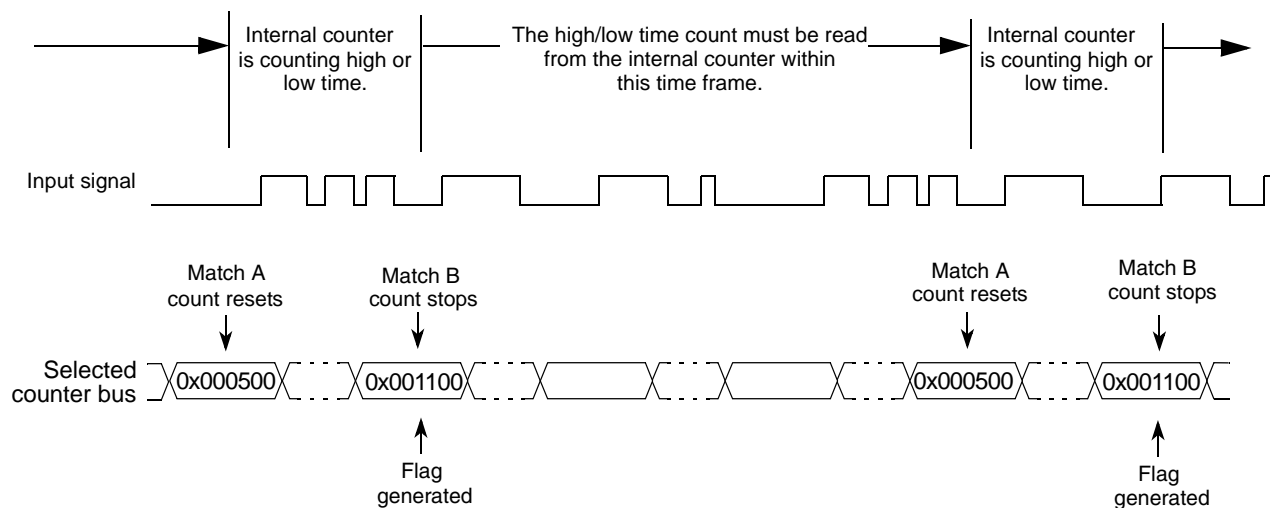 Internal counter
is counting high or
low time.
The high/low time count must be read
from the internal counter within
this time frame.
Internal counter
is counting high or
low time.
Input signal
Match A
count resets
Match B
count stops
Match A
count resets
Match B
count stops
Selected
counter bus
0x000500
0x001100
0x000500
0x001100
Flag
generated
Flag
generated